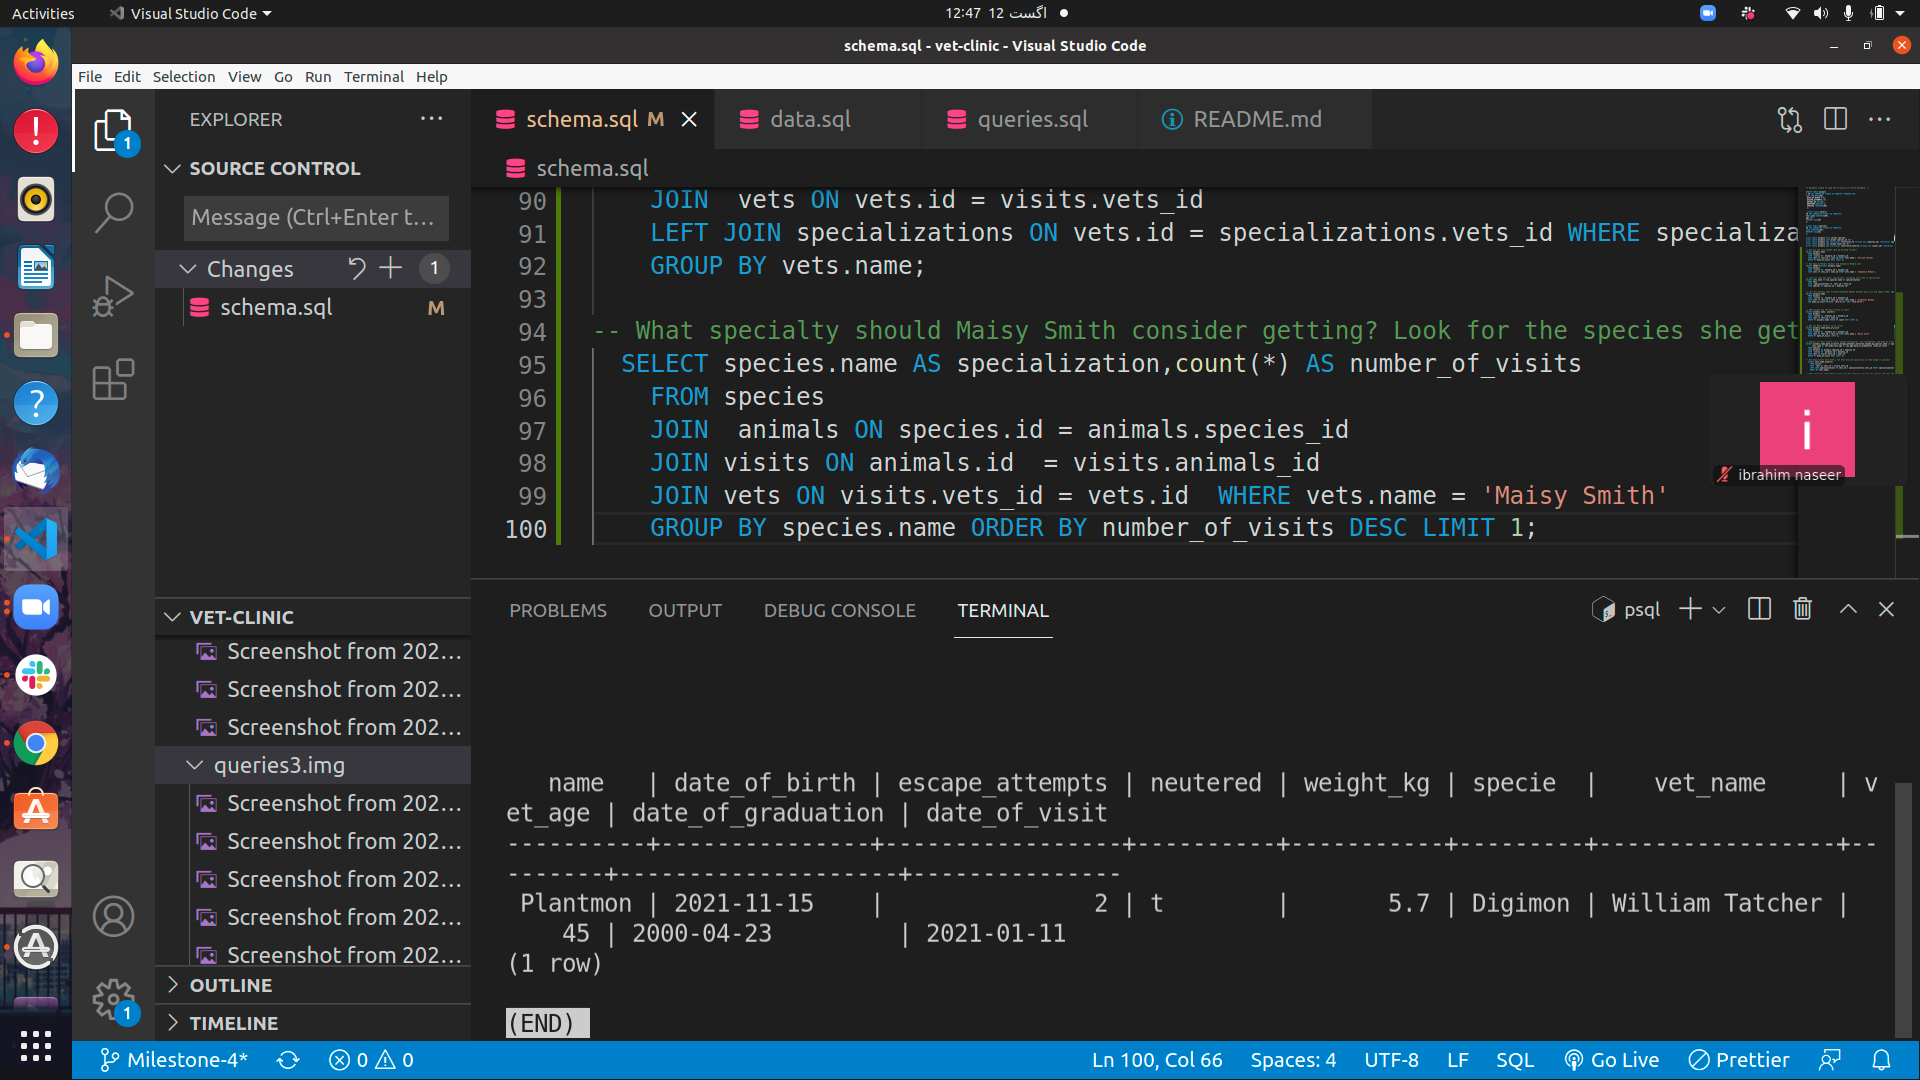 Activities
Visual Studio Code
12:47 12 اگست
schema.sql - vet-clinic - Visual Studio Code
File Edit Selection View Go Run Terminal Help
EXPLORER
1
SOURCE CONTROL
Message (Ctrl+Enter t...
Changes 1
schema.sql M
VET-CLINIC
Screenshot from 202...
Screenshot from 202...
Screenshot from 202...
queries3.img
Screenshot from 202...
Screenshot from 202...
Screenshot from 202...
Screenshot from 202...
Screenshot from 202...
OUTLINE
1
TIMELINE
schema.sql M data.sql queries.sql README.md
schema.sql
90 JOIN  vets ON vets.id = visits.vets_id
91 LEFT JOIN specializations ON vets.id = specializations.vets_id WHERE specializa
92 GROUP BY vets.name;
93
94 -- What specialty should Maisy Smith consider getting? Look for the species she get
95 SELECT species.name AS specialization,count(*) AS number_of_visits
96 FROM species
97 JOIN  animals ON species.id = animals.species_id
98 JOIN visits ON animals.id  = visits.animals_id
99 JOIN vets ON visits.vets_id = vets.id  WHERE vets.name = 'Maisy Smith'
100 GROUP BY species.name ORDER BY number_of_visits DESC LIMIT 1;
i
ibrahim naseer
PROBLEMS OUTPUT DEBUG CONSOLE TERMINAL psql
name | date_of_birth | escape_attempts | neutered | weight_kg | specie | vet_name | v
et_age | date_of_graduation | date_of_visit
----------+---------------+-----------------+----------+-----------+---------+-----------------+--
-------+--------------------+---------------
Plantmon | 2021-11-15 | 2 | t | 5.7 | Digimon | William Tatcher |
45 | 2000-04-23 | 2021-01-11
(1 row)
(END)
Milestone-4* 0 0 Ln 100, Col 66 Spaces: 4 UTF-8 LF SQL Go Live Prettier